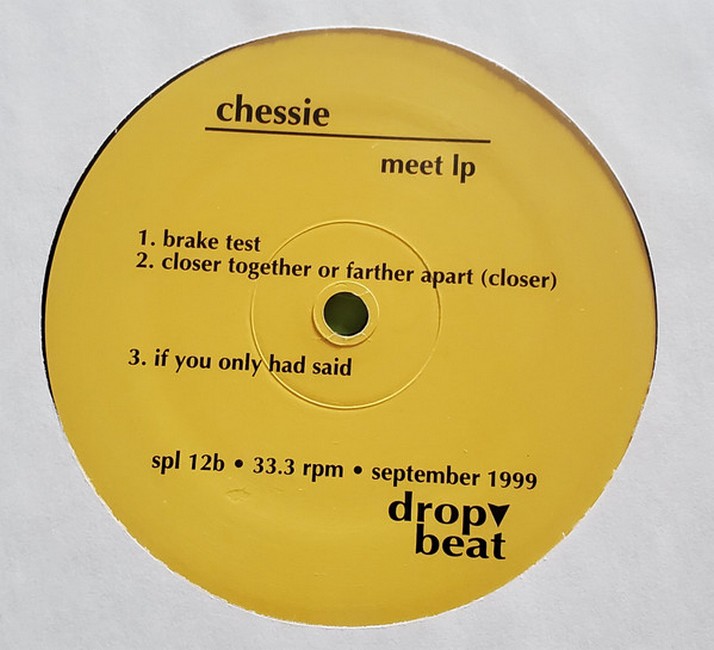 chessie
meet lp
1. brake test
2. closer together or farther apart (closer)
3. if you only had said
spl 12b • 33.3 rpm • september 1999
drop▼
beat